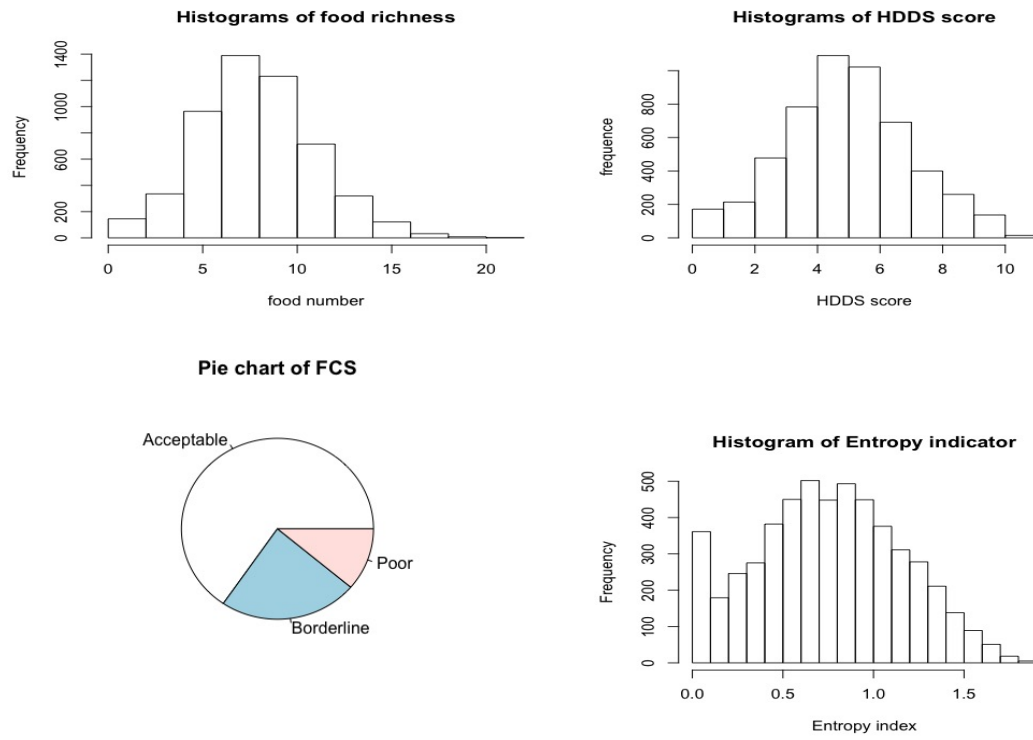 Histograms of food richness
Frequency
1400
1000
600
200
0
0 5 10 15 20
food number
Histograms of HDDS score
frequence
800
600
400
200
0
0 2 4 6 8 10
HDDS score
Pie chart of FCS
Acceptable
Poor
Borderline
Histogram of Entropy indicator
Frequency
500
400
300
200
100
0
0.0 0.5 1.0 1.5
Entropy index